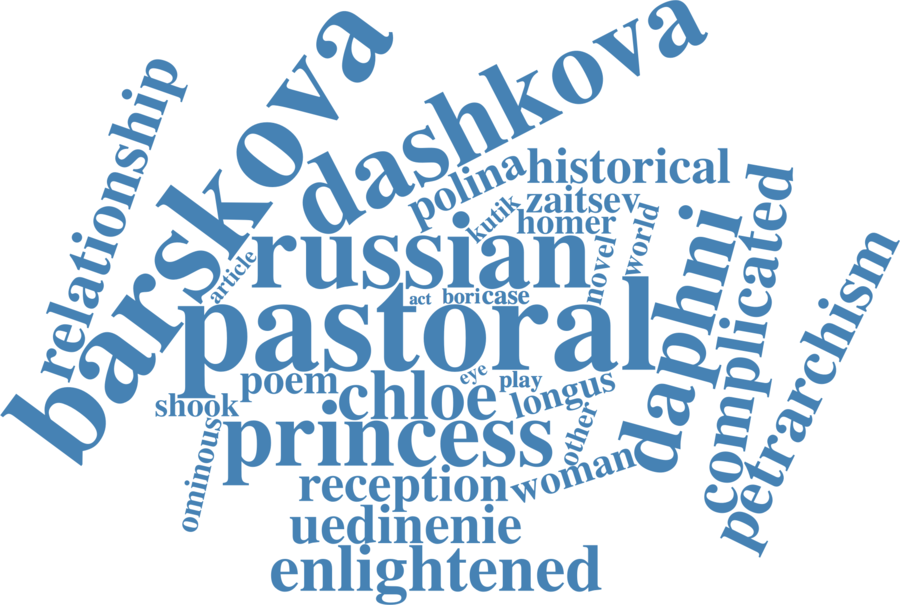 barskova
dashkova
relationship
polina
historical
zaitsev
kutik
homer
russian
article
novel
world
act
bori
case
pastoral
daphni
complicated
petrarchism
poem
eye
play
shook
chloe
longus
princess
other
ominous
woman
reception
uedinenie
enlightened